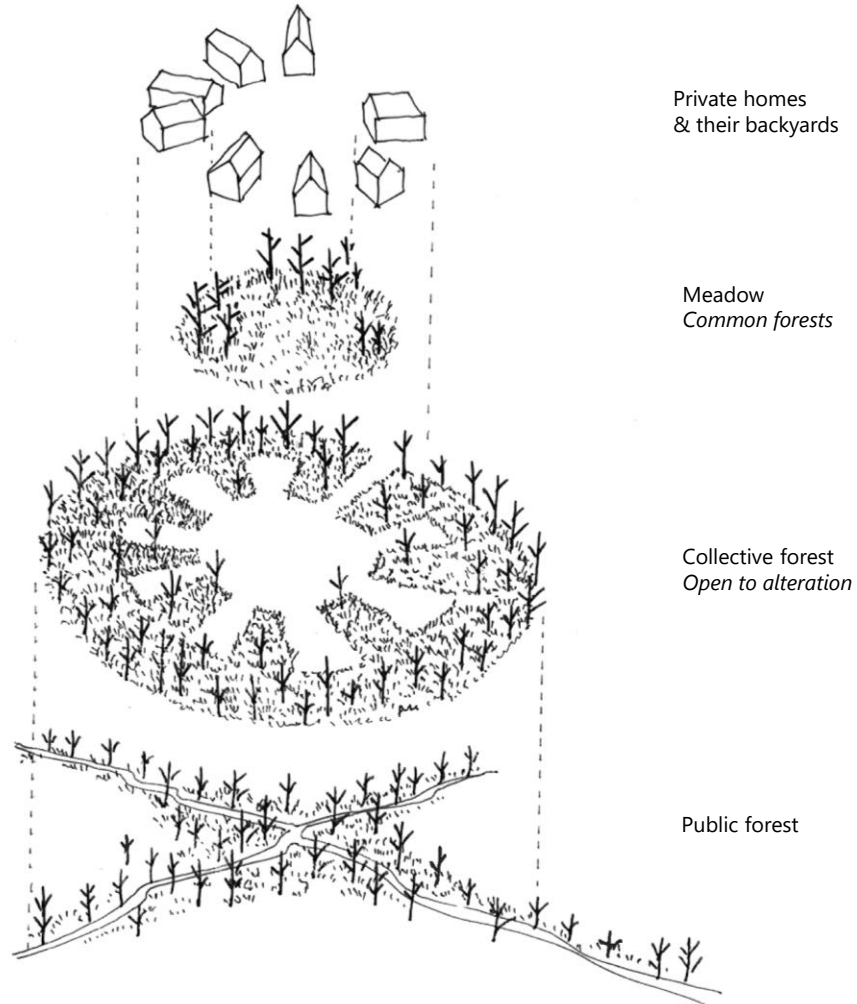 Private homes
& their backyards
Meadow
Common forests
Collective forest
Open to alteration
Public forest